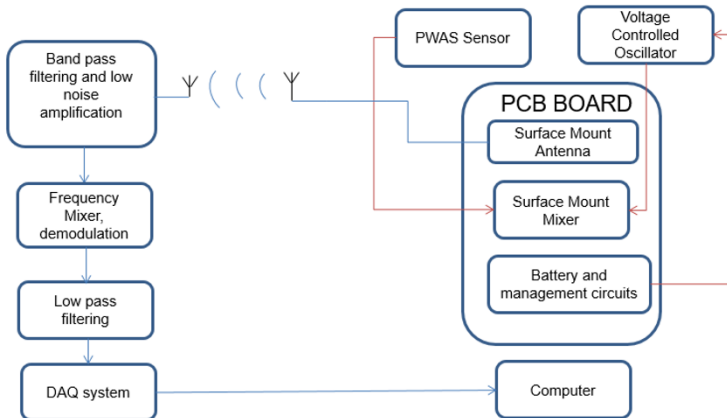 Band pass
filtering and low
noise
amplification
PWAS Sensor
Voltage
Controlled
Oscillator
PCB BOARD
Surface Mount
Antenna
Surface Mount
Mixer
Battery and
management circuits
Frequency
Mixer,
demodulation
Low pass
filtering
DAQ system
Computer